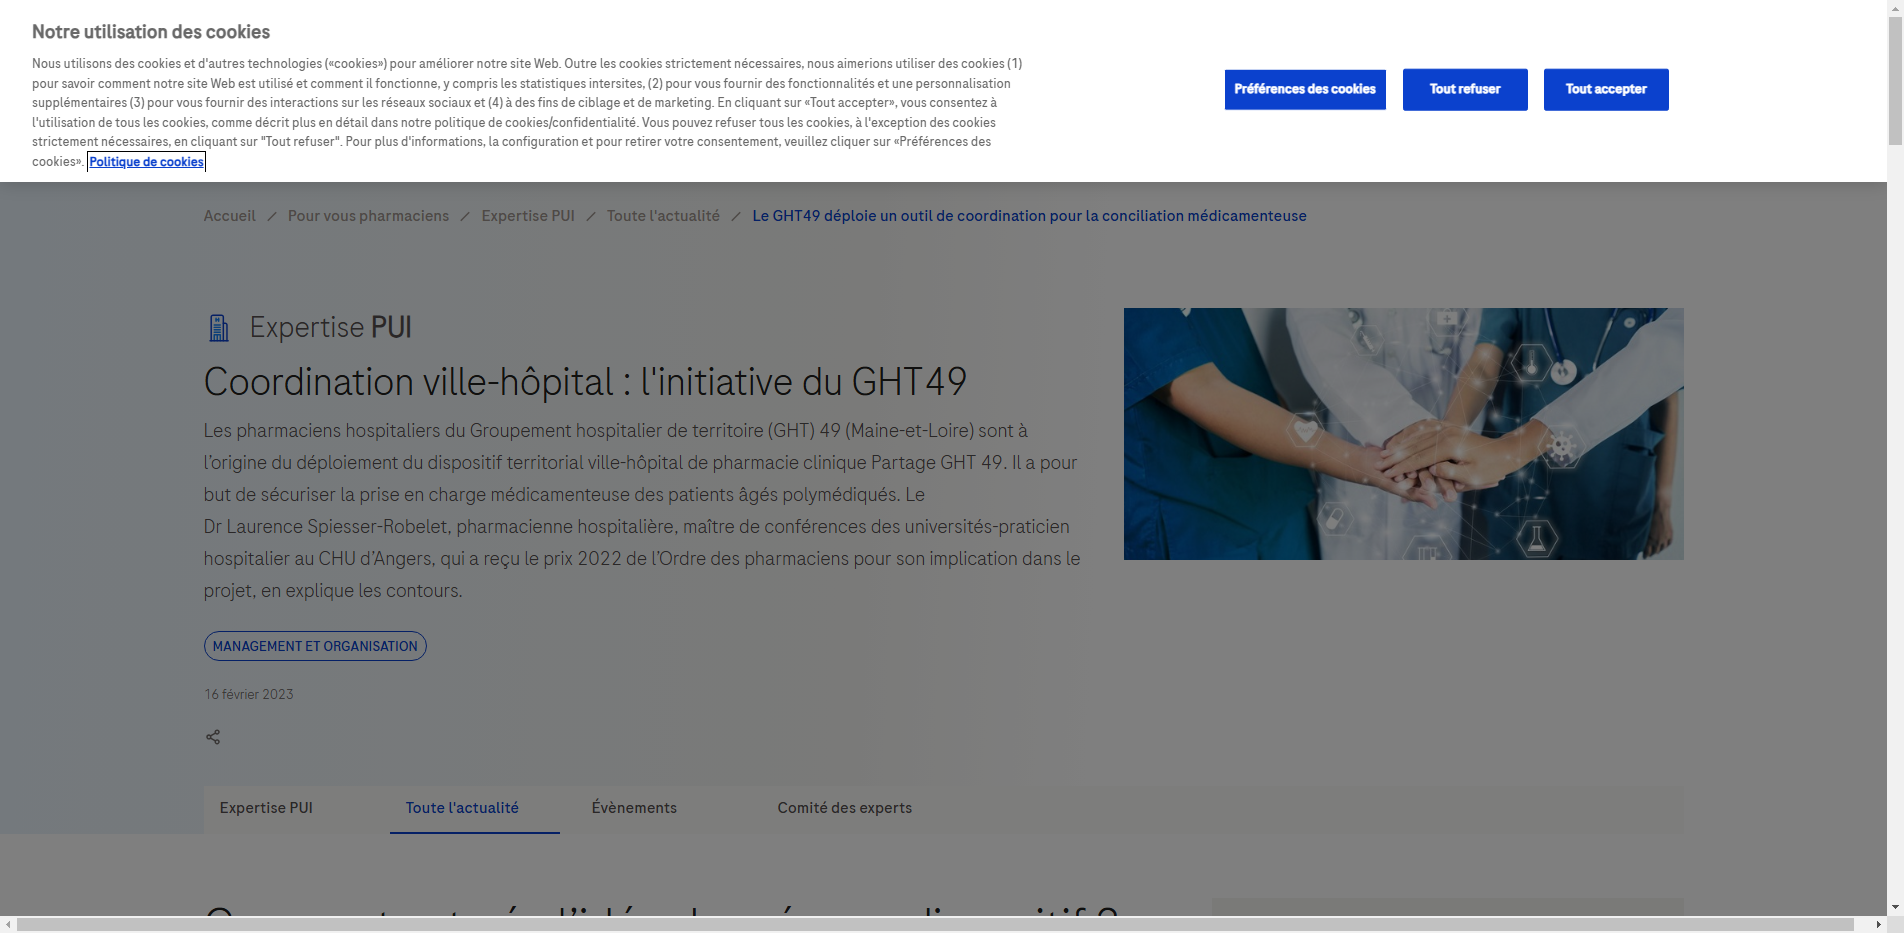 Notre utilisation des cookies
Nous utilisons des cookies et d'autres technologies («cookies») pour améliorer notre site Web. Outre les cookies strictement nécessaires, nous aimerions utiliser des cookies (1)
pour savoir comment notre site Web est utilisé et comment il fonctionne, y compris les statistiques intersites, (2) pour vous fournir des fonctionnalités et une personnalisation
supplémentaires (3) pour vous fournir des interactions sur les réseaux sociaux et (4) à des fins de ciblage et de marketing. En cliquant sur «Tout accepter», vous consentez à
l'utilisation de tous les cookies, comme décrit plus en détail dans notre politique de cookies/confidentialité. Vous pouvez refuser tous les cookies, à l'exception des cookies
strictement nécessaires, en cliquant sur "Tout refuser". Pour plus d'informations, la configuration et pour retirer votre consentement, veuillez cliquer sur «Préférences des
cookies». Politique de cookies
Préférences des cookies
Tout refuser
Tout accepter
Accueil / Pour vous pharmaciens / Expertise PUI / Toute l'actualité / Le GHT49 déploie un outil de coordination pour la conciliation médicamenteuse
Expertise PUI
Coordination ville-hôpital : l'initiative du GHT49
Les pharmaciens hospitaliers du Groupement hospitalier de territoire (GHT) 49 (Maine-et-Loire) sont à
l’origine du déploiement du dispositif territorial ville-hôpital de pharmacie clinique Partage GHT 49. Il a pour
but de sécuriser la prise en charge médicamenteuse des patients âgés polymédiqués. Le
Dr Laurence Spiesser-Robelet, pharmacienne hospitalière, maître de conférences des universités-praticien
hospitalier au CHU d’Angers, qui a reçu le prix 2022 de l’Ordre des pharmaciens pour son implication dans le
projet, en explique les contours.
MANAGEMENT ET ORGANISATION
16 février 2023
Expertise PUI
Toute l'actualité
Évènements
Comité des experts